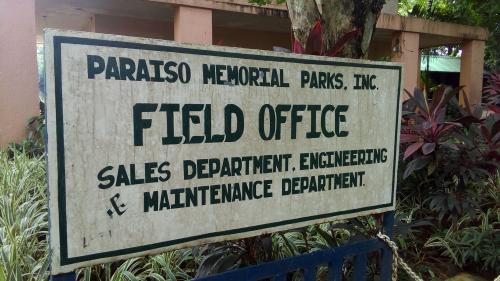 PARAISO MEMORIAL PARKS, INC.
FIELD OFFICE
SALES DEPARTMENT, ENGINEERING
& MAINTENANCE DEPARTMENT.